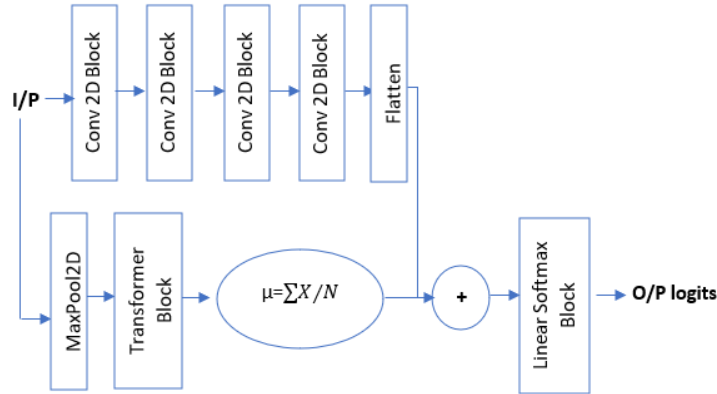 I/P
Conv 2D Block
Conv 2D Block
Conv 2D Block
Conv 2D Block
Flatten
MaxPool2D
Transformer
Block
μ=∑X/N
+
Linear Softmax
Block
O/P logits